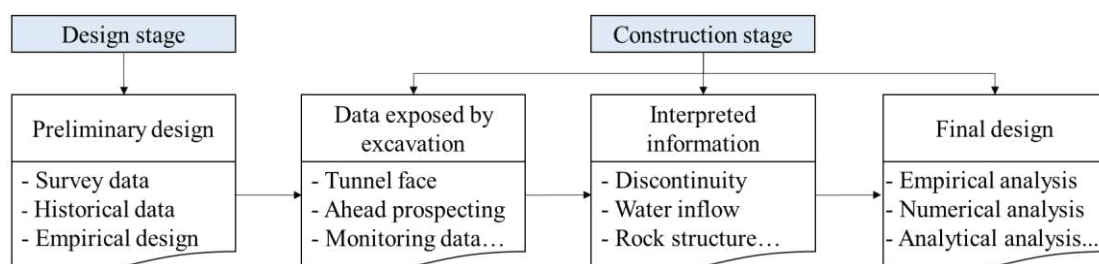 Design stage
Construction stage
Preliminary design
- Survey data
- Historical data
- Empirical design
Data exposed by
excavation
- Tunnel face
- Ahead prospecting
- Monitoring data…
Interpreted
information
- Discontinuity
- Water inflow
- Rock structure…
Final design
- Empirical analysis
- Numerical analysis
- Analytical analysis...